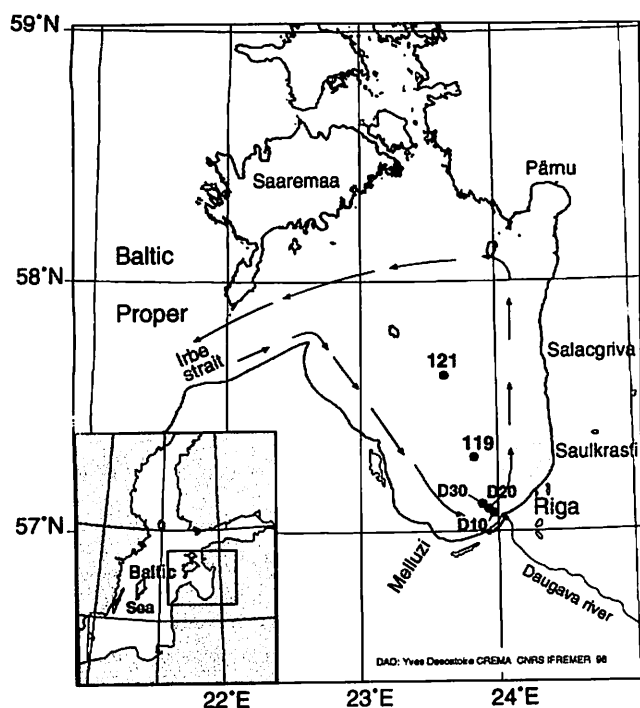 59°N
Pärnu
Saaremaa
Baltic
58°N
Proper
Irbe
strait
Salacgriva
121
119
Saulkrasti
D30
D20
Riga
57°N
D10
Melluzi
Baltic
Sea
Daugava river
DAO: Yves Desostoire CREMA CNRS IFREMER 98
22°E
23°E
24°E